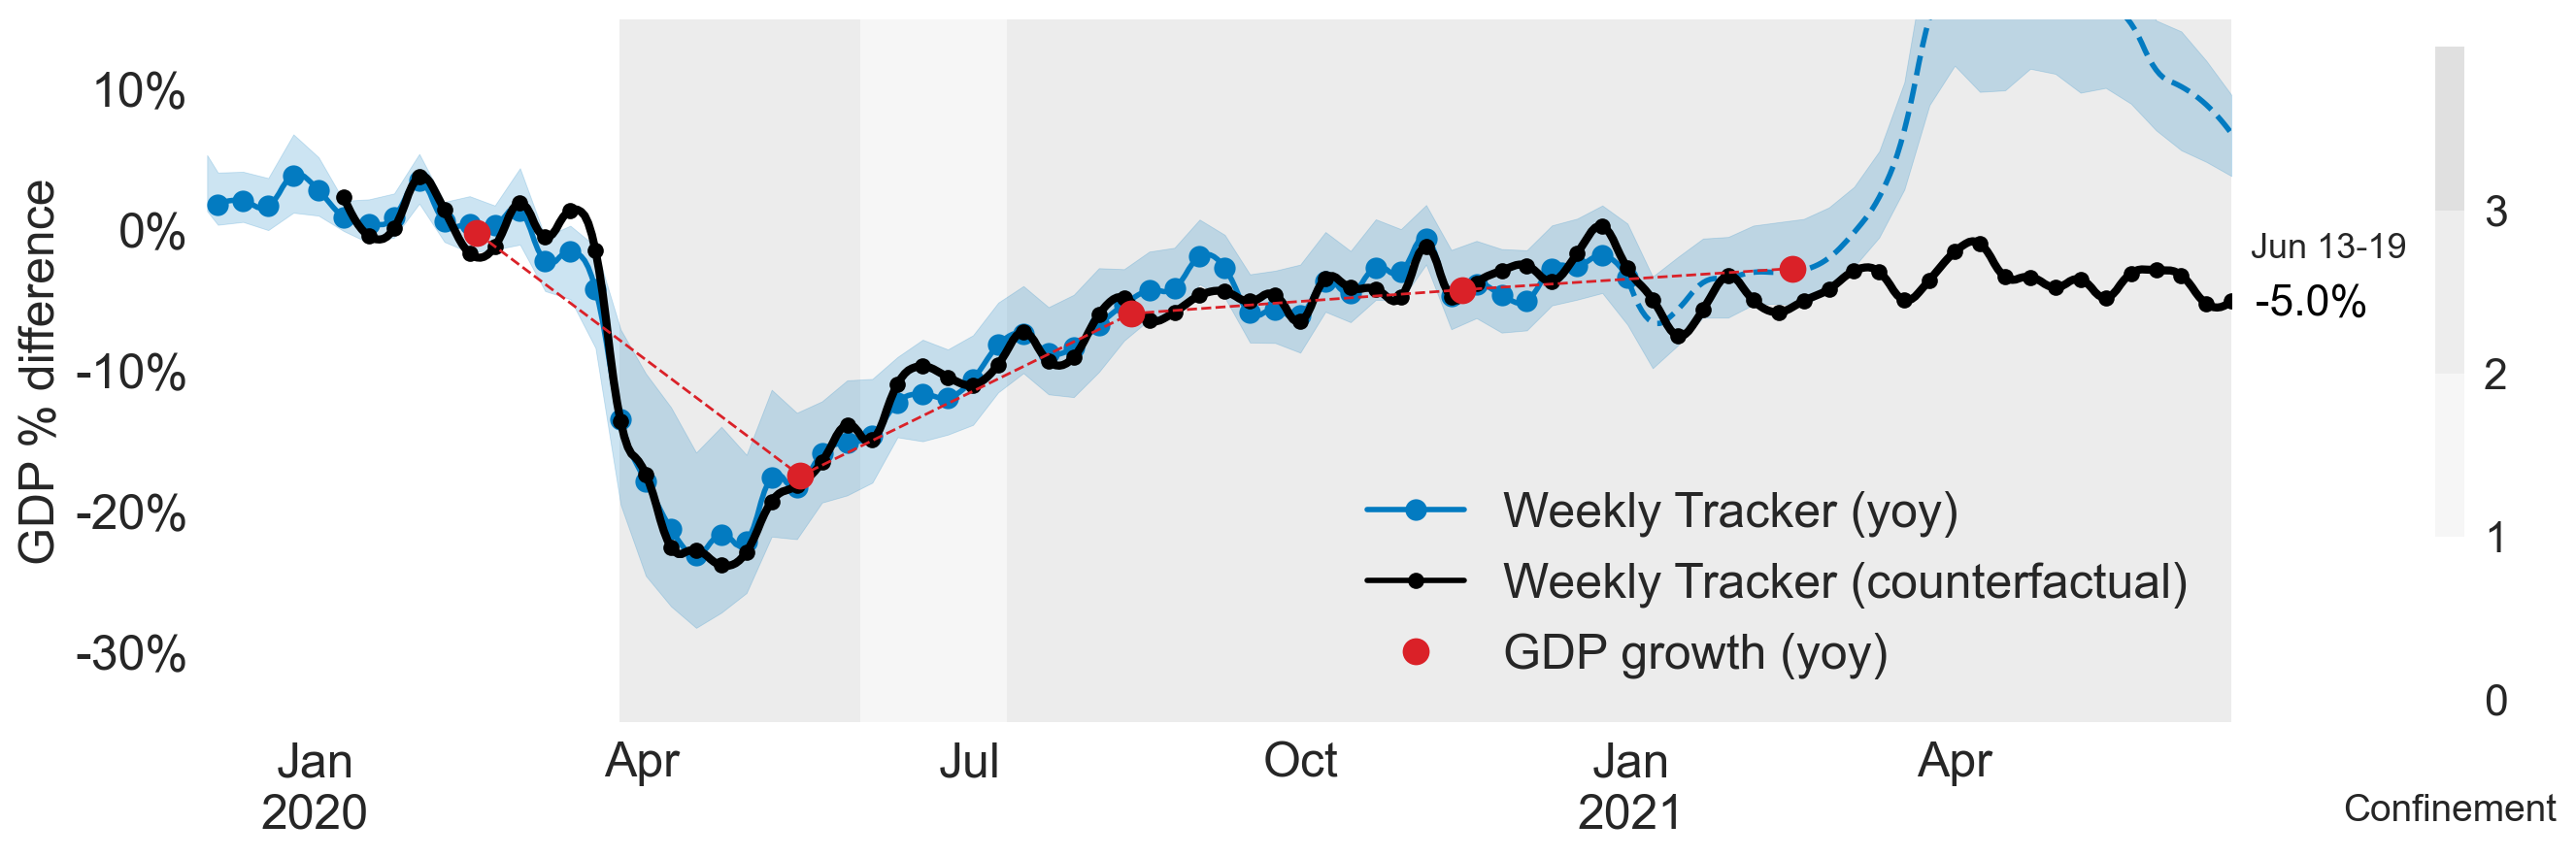 GDP % difference
10%
0%
-10%
-20%
-30%
Jan
2020
Apr
Jul
Oct
Jan
2021
Apr
Weekly Tracker (yoy)
Weekly Tracker (counterfactual)
GDP growth (yoy)
Jun 13-19
-5.0%
3
2
1
0
Confinement